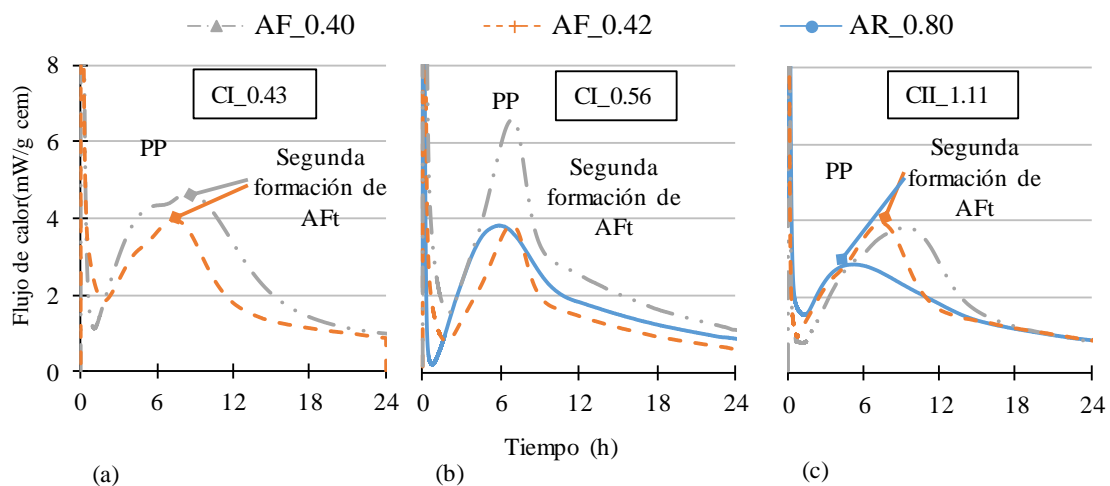 AF_0.40 AF_0.42 AR_0.80
Flujo de calor(mW/g cem)
8
6
4
2
0
CI_0.43
PP
Segunda
formación de
AFt
0 6 12 18 24
(a)
CI_0.56
PP
Segunda
formación de
AFt
0 6 12 18 24
Tiempo (h)
(b)
CII_1.11
PP
Segunda
formación de
AFt
0 6 12 18 24
(c)